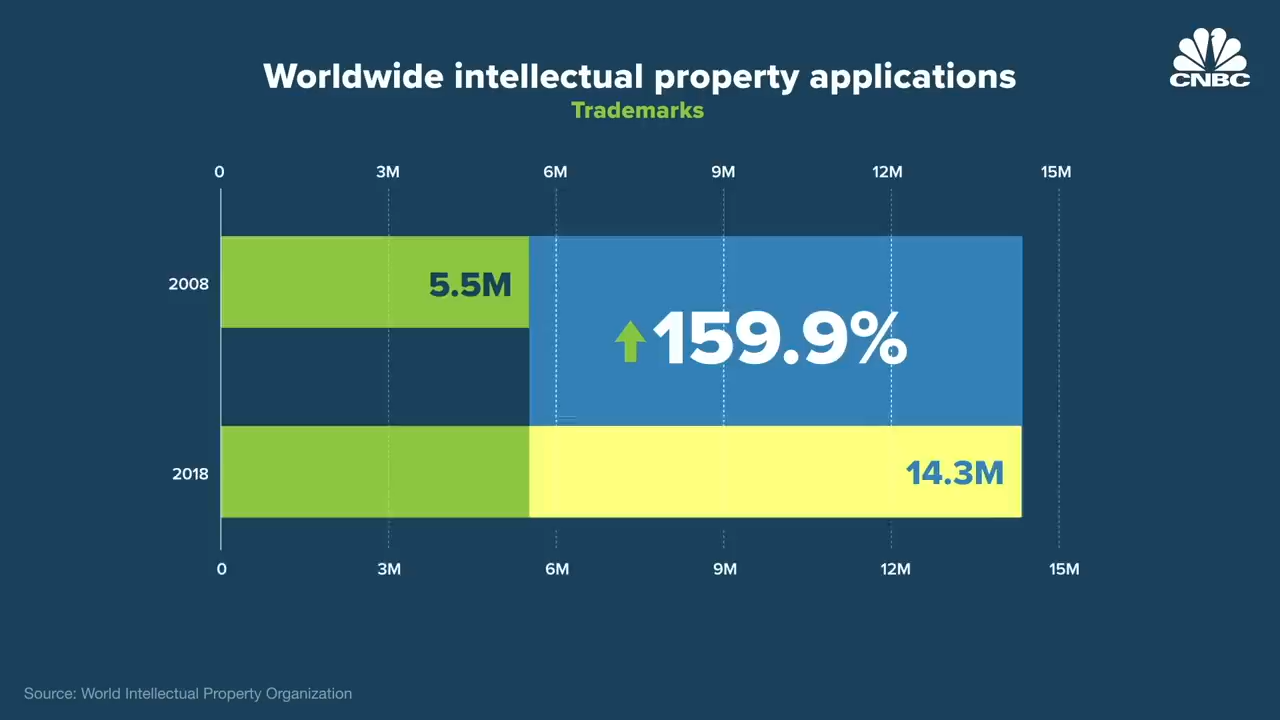 CNBC
Worldwide intellectual property applications
Trademarks
0 3M 6M 9M 12M 15M
2008 5.5M
159.9%
2018 14.3M
0 3M 6M 9M 12M 15M
Source: World Intellectual Property Organization